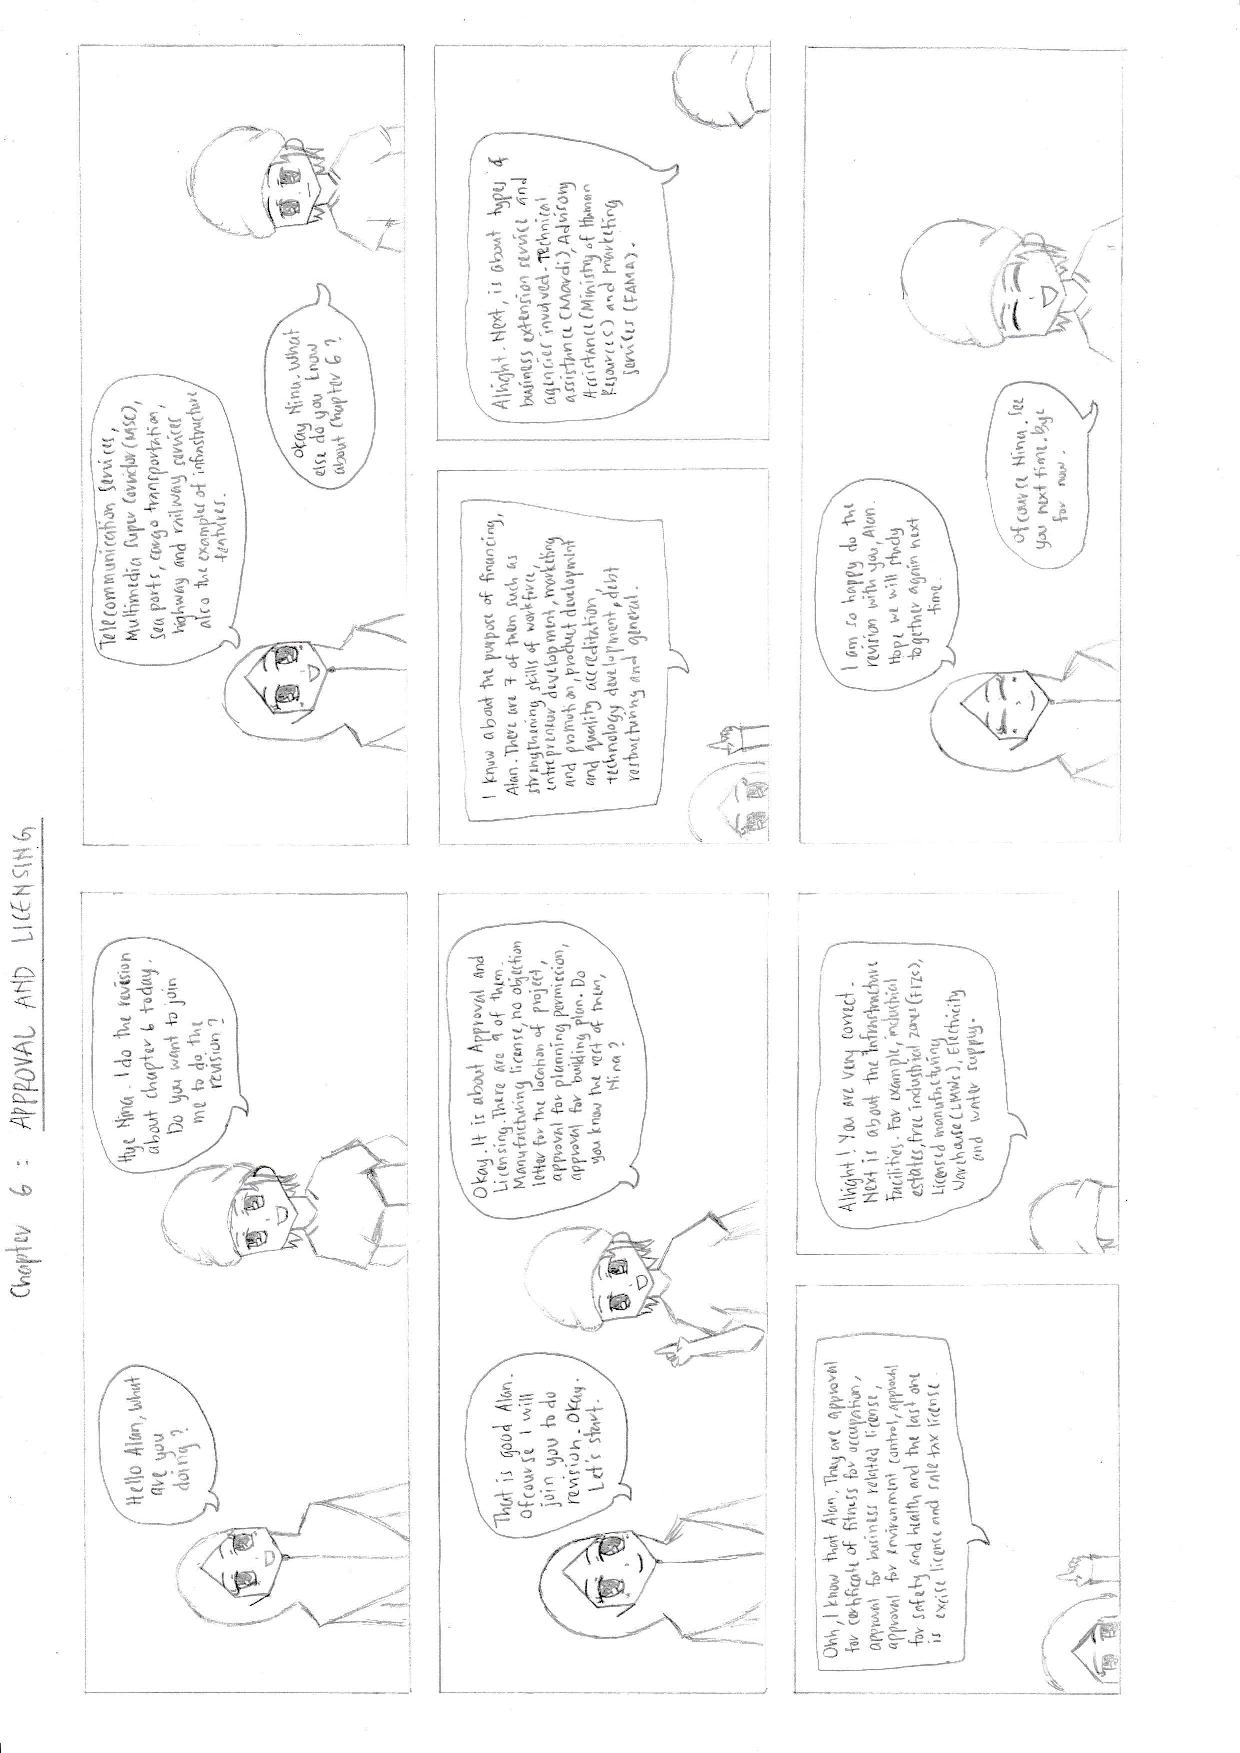 Chapter 6 : APPROVAL AND LICENSING
Hello Alan, what
are you
doing?
Hye Nina. I do the revision
about chapter 6 today.
Do you want to join
me to do the
revision?
That is good Alan.
Ofcourse I will
join you to do
revision. Okay.
Let's start.
Okay. It is about Approval and
Licensing. There are 9 of them.
Manufacturing license, no objection
letter for the location of project,
approval for planning permission,
approval for building plan. Do
you know the rest of them,
Nina?
Ohh, I know that Alan. They are approval
for certificate of fitness for occupation,
approval for business related license,
approval for environment control, approval
for safety and health and the last one
is excise license and sale tax license.
Alright! You are very correct.
Next is about the Infrastructure
Facilities. For example, industrial
estates, free industrial zones (FIZs),
Licensed manufacturing
Warehouse (LMWs), Electricity
and water supply.
Telecommunication services,
Multimedia super corridor (MSC),
sea ports, cargo transportation,
highway and railway services
also the examples of infrastructure
features.
Okay Nina. What
else do you know
about Chapter 6?
I know about the purpose of financing,
Alan. There are 7 of them such as
strengthening skills of workforce,
entrepreneur development, marketing
and promotion, product development
and quality accreditation,
technology development, debt
restructuring and general.
Alright. Next, is about types of
business extension service and
agencies involved. Technical
assistance (Mardi), Advisory
Assistance (Ministry of Human
Resources) and marketing
services (FAMA).
I am so happy do the
revision with you, Alan.
Hope we will study
together again next
time.
Ofcourse Nina. See
you next time. Bye
for now.